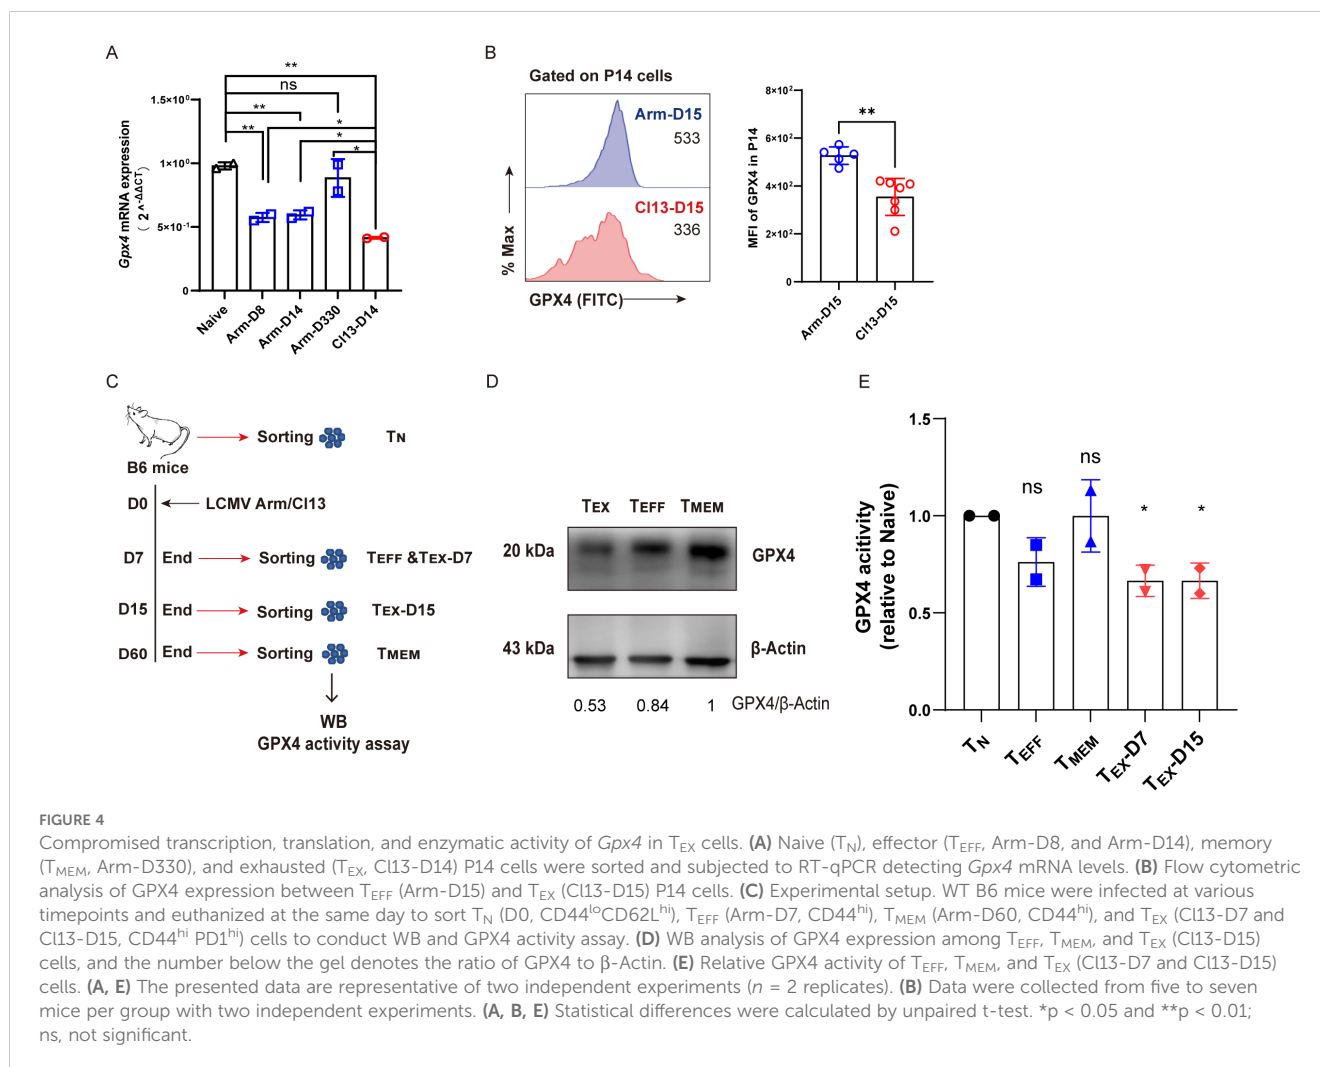 A
**
ns
**
**
*
*
*
1.5×10⁰
1×10⁰
5×10⁻¹
0
Gpx4 mRNA expression
( 2^-ΔΔCT )
Naive
Arm-D8
Arm-D14
Arm-D330
Cl13-D14
B
Gated on P14 cells
Arm-D15
533
Cl13-D15
336
% Max
GPX4 (FITC)
8×10²
6×10²
4×10²
2×10²
0
MFI of GPX4 in P14
**
Arm-D15
Cl13-D15
C
Sorting TN
B6 mice
D0 LCMV Arm/Cl13
D7 End Sorting TEFF &TEX-D7
D15 End Sorting TEX-D15
D60 End Sorting TMEM
WB
GPX4 activity assay
D
TEX TEFF TMEM
20 kDa GPX4
43 kDa β-Actin
0.53 0.84 1 GPX4/β-Actin
E
1.5
1.0
0.5
0.0
GPX4 acitivity
(relative to Naive)
ns
ns
*
*
TN
TEFF
TMEM
TEX-D7
TEX-D15
FIGURE 4
Compromised transcription, translation, and enzymatic activity of Gpx4 in TEX cells. (A) Naive (TN), effector (TEFF, Arm-D8, and Arm-D14), memory
(TMEM, Arm-D330), and exhausted (TEX, Cl13-D14) P14 cells were sorted and subjected to RT-qPCR detecting Gpx4 mRNA levels. (B) Flow cytometric
analysis of GPX4 expression between TEFF (Arm-D15) and TEX (Cl13-D15) P14 cells. (C) Experimental setup. WT B6 mice were infected at various
timepoints and euthanized at the same day to sort TN (D0, CD44loCD62Lhi), TEFF (Arm-D7, CD44hi), TMEM (Arm-D60, CD44hi), and TEX (Cl13-D7 and
Cl13-D15, CD44hi PD1hi) cells to conduct WB and GPX4 activity assay. (D) WB analysis of GPX4 expression among TEFF, TMEM, and TEX (Cl13-D15)
cells, and the number below the gel denotes the ratio of GPX4 to β-Actin. (E) Relative GPX4 activity of TEFF, TMEM, and TEX (Cl13-D7 and Cl13-D15)
cells. (A, E) The presented data are representative of two independent experiments (n = 2 replicates). (B) Data were collected from five to seven
mice per group with two independent experiments. (A, B, E) Statistical differences were calculated by unpaired t-test. *p < 0.05 and **p < 0.01;
ns, not significant.